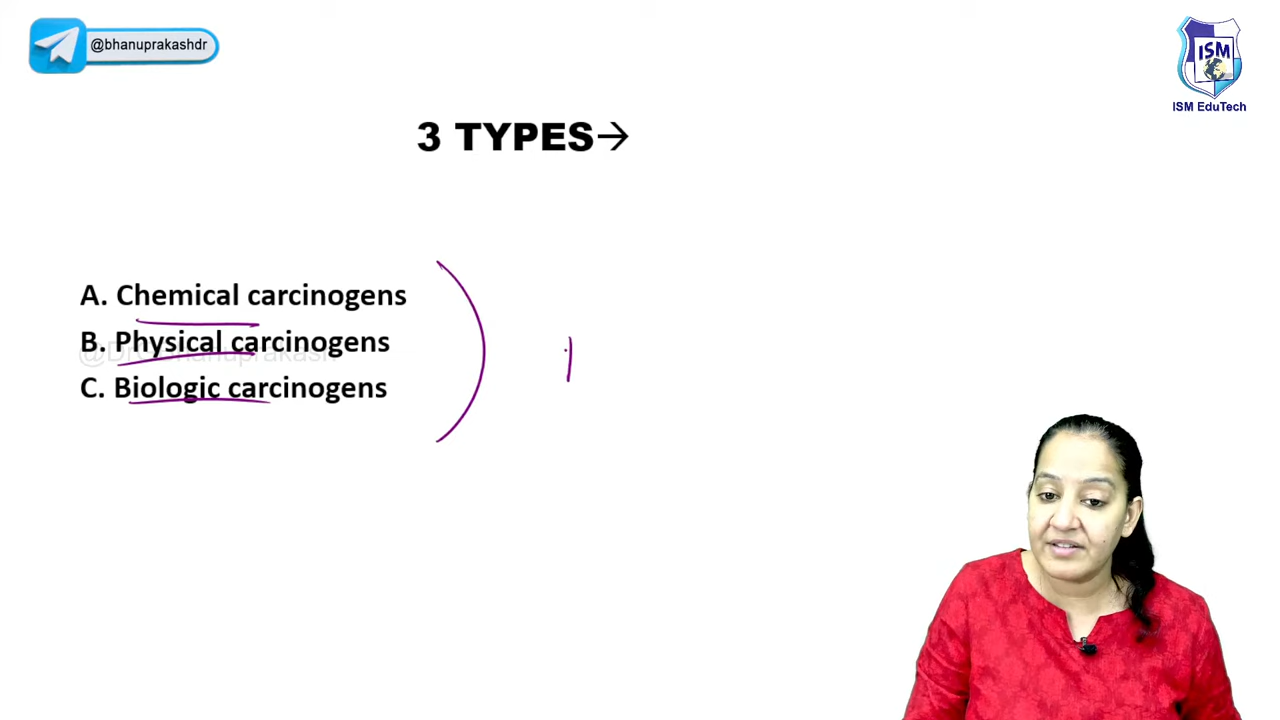 @bhanuprakashdr
ISM
ISM EduTech
3 TYPES→
A. Chemical carcinogens
B. Physical carcinogens
C. Biologic carcinogens